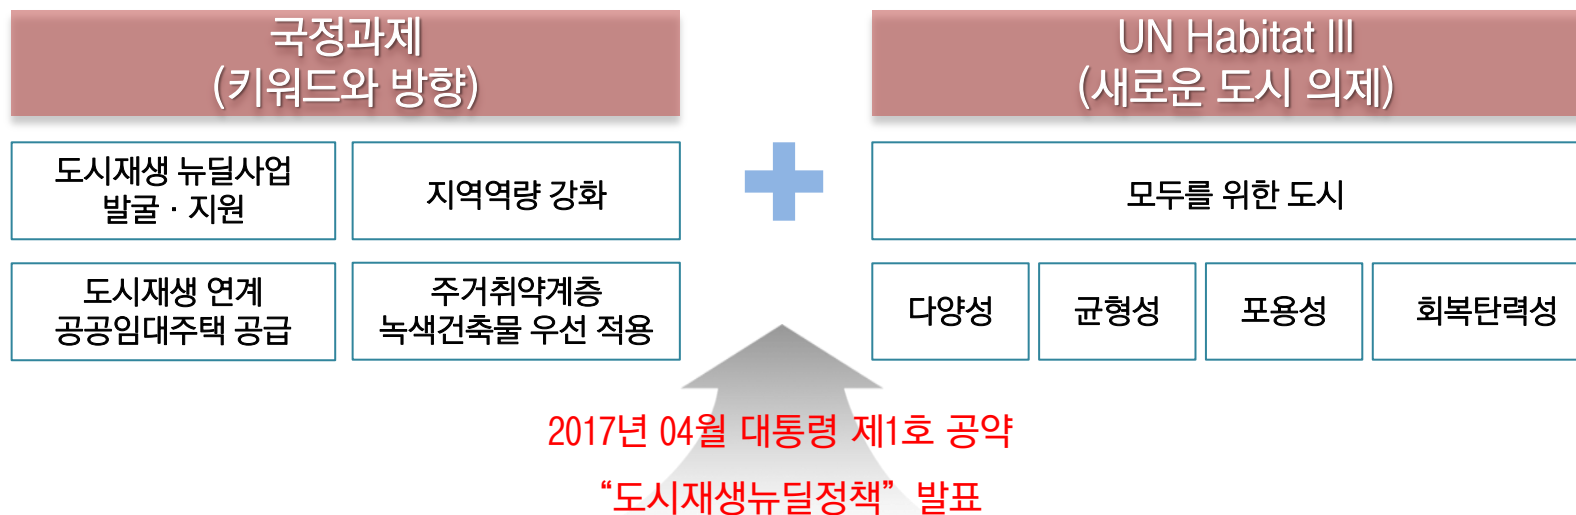 국정과제
(키워드와 방향)
도시재생 뉴딜사업
발굴 · 지원
지역역량 강화
도시재생 연계
공공임대주택 공급
주거취약계층
녹색건축물 우선 적용
UN Habitat III
(새로운 도시 의제)
모두를 위한 도시
다양성
균형성
포용성
회복탄력성
2017년 04월 대통령 제1호 공약
“도시재생뉴딜정책” 발표